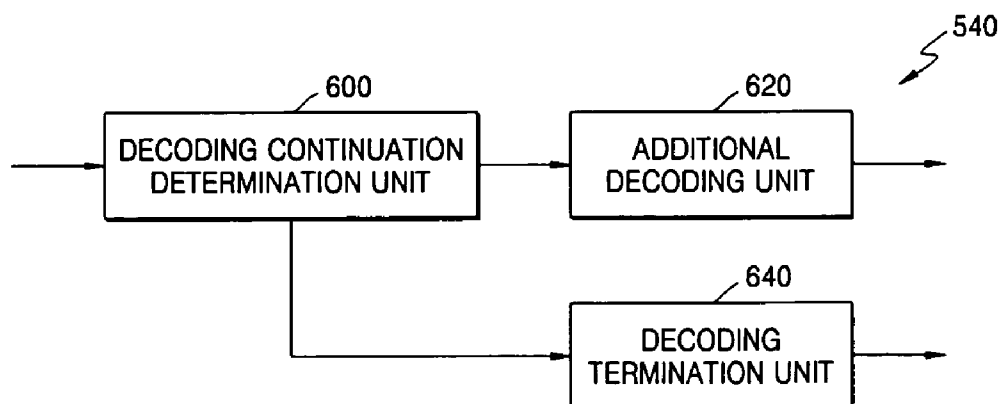 540
600
620
DECODING CONTINUATION
DETERMINATION UNIT
ADDITIONAL
DECODING UNIT
640
DECODING
TERMINATION UNIT